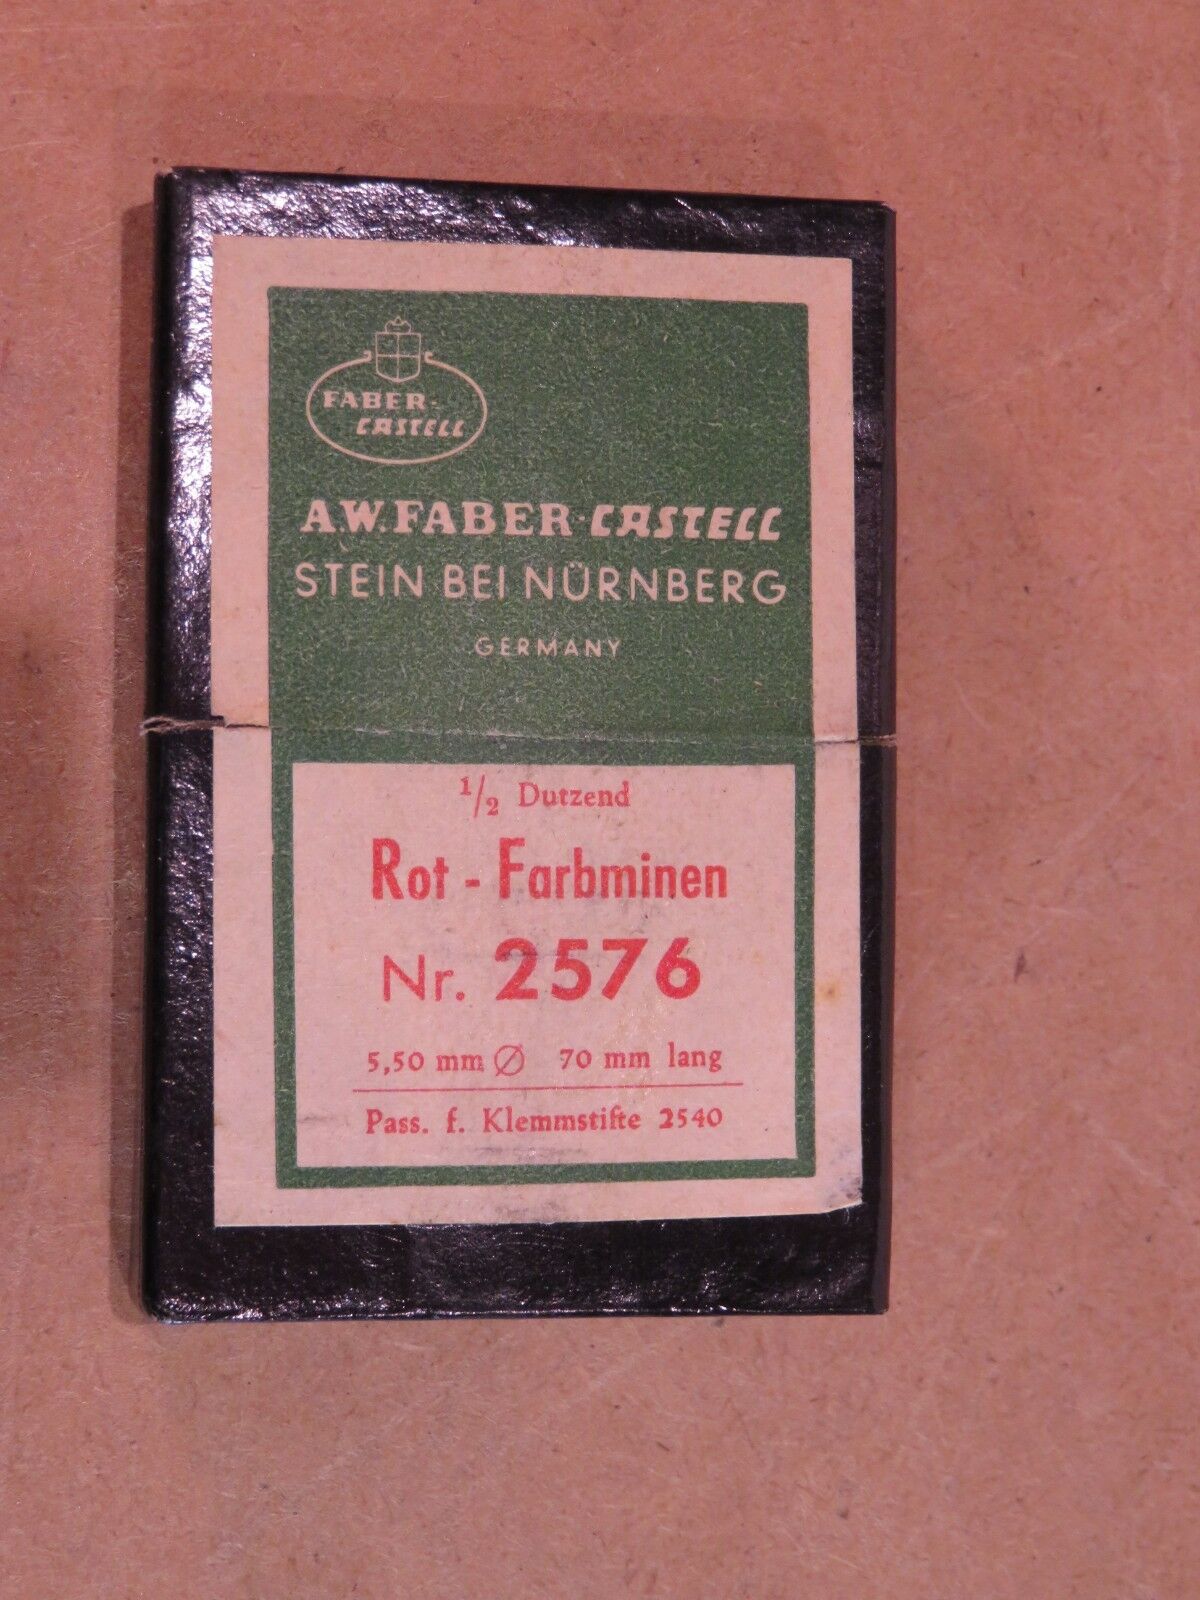 FABER-
CASTELL
A.W. FABER-CASTELL
STEIN BEI NÜRNBERG
GERMANY
1/2 Dutzend
Rot - Farbminen
Nr. 2576
5,50 mm Ø 70 mm lang
Pass. f. Klemmstifte 2540